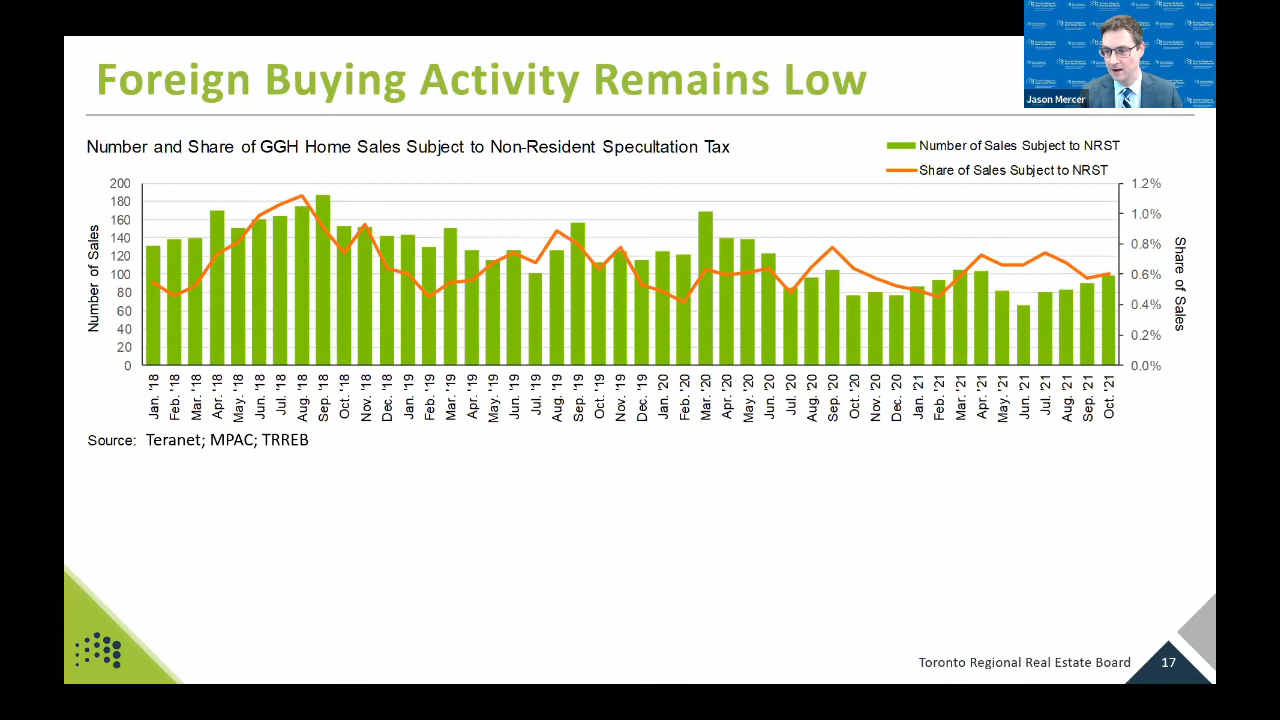 Foreign Buying Activity Remains Low
Jason Mercer
Number and Share of GGH Home Sales Subject to Non-Resident Specultation Tax
Number of Sales Subject to NRST
Share of Sales Subject to NRST
Number of Sales
200
180
160
140
120
100
80
60
40
20
0
1.2%
1.0%
0.8%
0.6%
0.4%
0.2%
0.0%
Share of Sales
Jan. '18
Feb. '18
Mar. '18
Apr. '18
May. '18
Jun. '18
Jul. '18
Aug. '18
Sep. '18
Oct. '18
Nov. '18
Dec. '18
Jan. '19
Feb. '19
Mar. '19
Apr. '19
May. '19
Jun. '19
Jul. '19
Aug. '19
Sep. '19
Oct. '19
Nov. '19
Dec. '19
Jan. '20
Feb. '20
Mar. '20
Apr. '20
May. '20
Jun. '20
Jul. '20
Aug. '20
Sep. '20
Oct. '20
Nov. '20
Dec. '20
Jan. '21
Feb. '21
Mar. '21
Apr. '21
May. '21
Jun. '21
Jul. '21
Aug. '21
Sep. '21
Oct. '21
Source: Teranet; MPAC; TRREB
Toronto Regional Real Estate Board 17